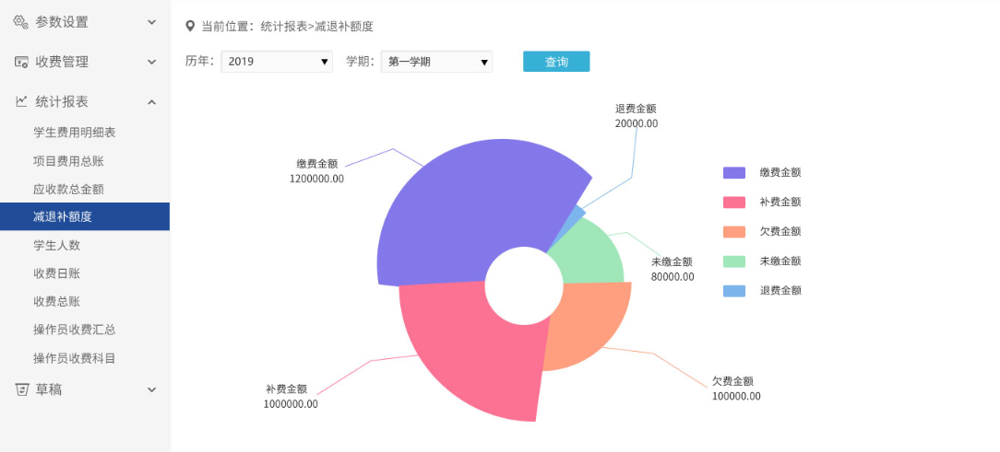 参数设置
收费管理
统计报表
学生费用明细表
项目费用总账
应收款总金额
减退补额度
学生人数
收费日账
收费总账
操作员收费汇总
操作员收费科目
草稿
当前位置：统计报表>减退补额度
历年： 2019 学期： 第一学期 查询
退费金额
20000.00
缴费金额
1200000.00
未缴金额
80000.00
补费金额
1000000.00
欠费金额
100000.00
缴费金额
补费金额
欠费金额
未缴金额
退费金额